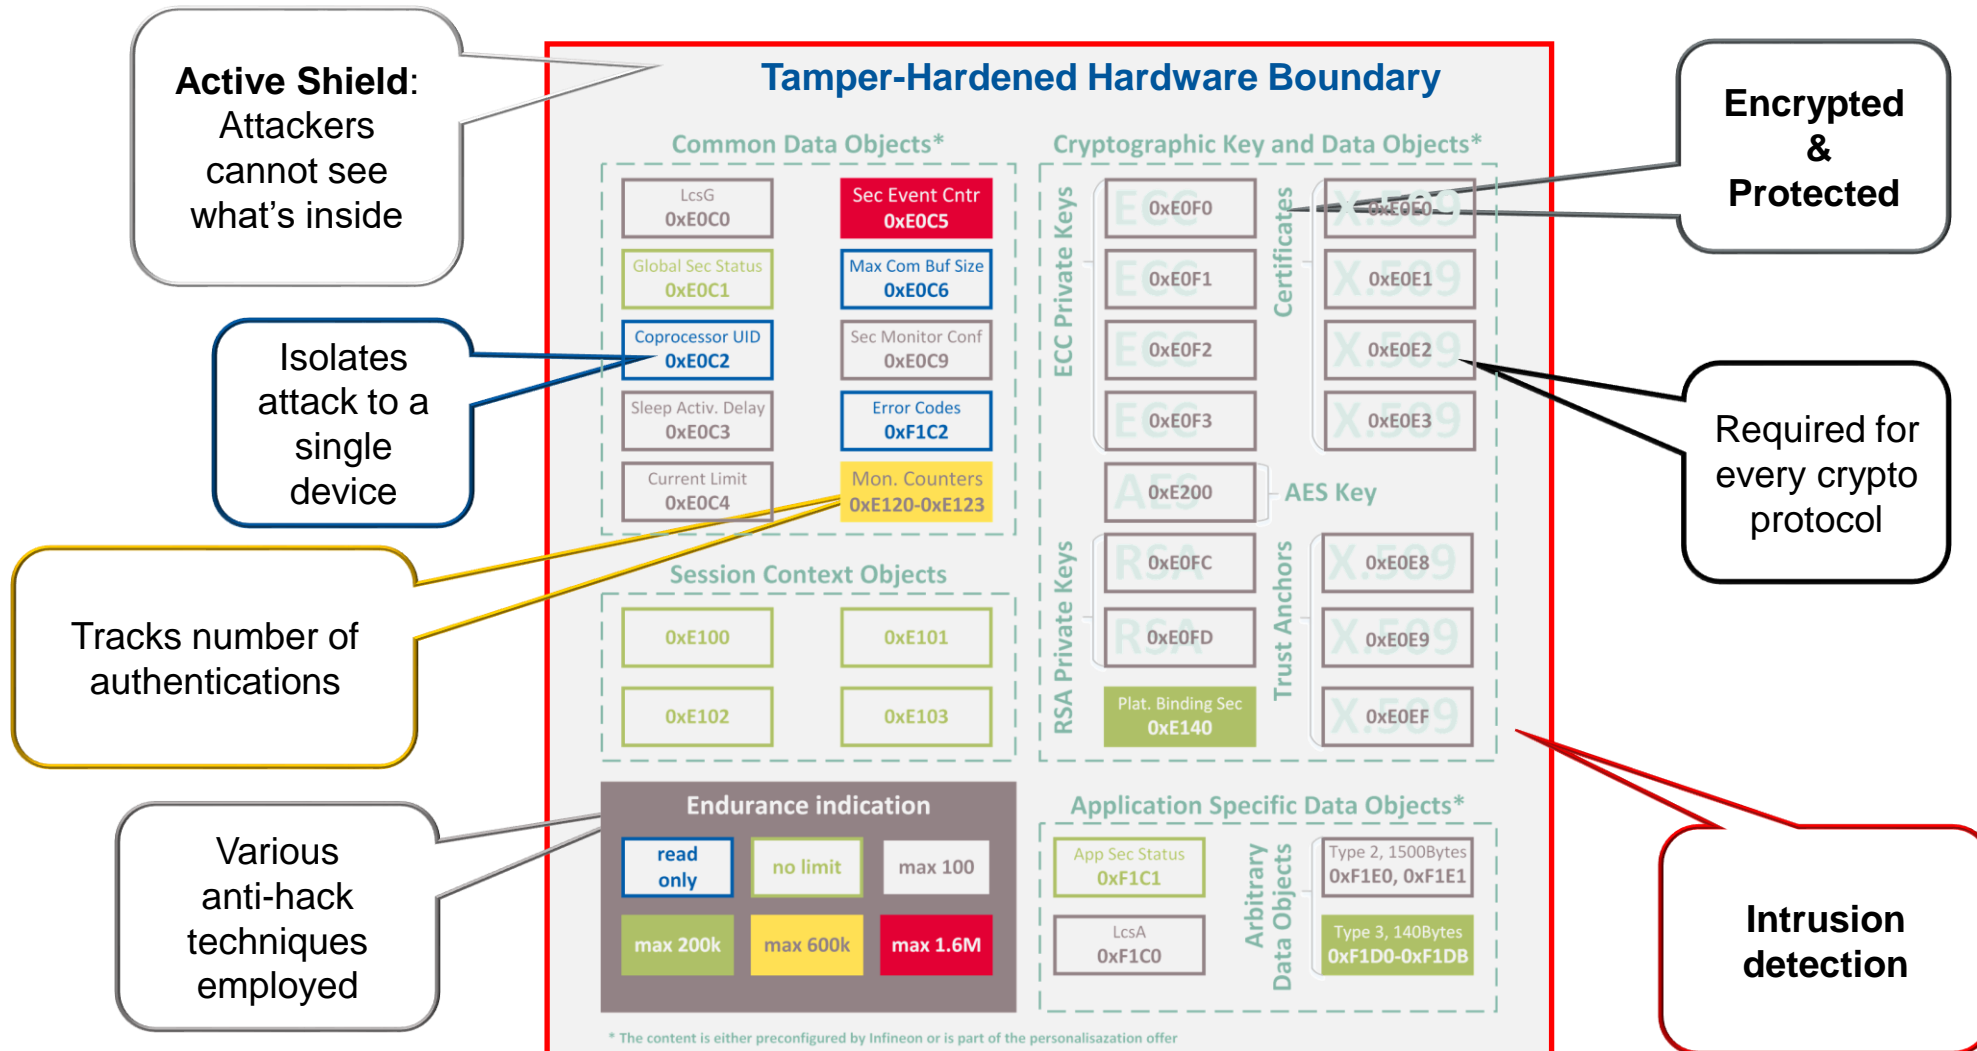 Active Shield:
Attackers
cannot see
what's inside
Isolates
attack to a
single
device
Tracks number of
authentications
Various
anti-hack
techniques
employed
Tamper-Hardened Hardware Boundary
Common Data Objects*
LcsG
0xE0C0
Sec Event Cntr
0xE0C5
Global Sec Status
0xE0C1
Max Com Buf Size
0xE0C6
Coprocessor UID
0xE0C2
Sec Monitor Conf
0xE0C9
Sleep Activ. Delay
0xE0C3
Error Codes
0xF1C2
Current Limit
0xE0C4
Mon. Counters
0xE120-0xE123
Session Context Objects
0xE100
0xE101
0xE102
0xE103
Endurance indication
read
only
no limit
max 100
max 200k
max 600k
max 1.6M
Cryptographic Key and Data Objects*
ECC Private Keys
ECC
0xE0F0
ECC
0xE0F1
ECC
0xE0F2
ECC
0xE0F3
Certificates
X.509
0xE0E0
X.509
0xE0E1
X.509
0xE0E2
X.509
0xE0E3
AES
0xE200
AES Key
RSA Private Keys
RSA
0xE0FC
RSA
0xE0FD
Plat. Binding Sec
0xE140
Trust Anchors
X.509
0xE0E8
X.509
0xE0E9
X.509
0xE0EF
Application Specific Data Objects*
App Sec Status
0xF1C1
LcsA
0xF1C0
Arbitrary
Data Objects
Type 2, 1500Bytes
0xF1E0, 0xF1E1
Type 3, 140Bytes
0xF1D0-0xF1DB
* The content is either preconfigured by Infineon or is part of the personalisazation offer
Encrypted
&
Protected
Required for
every crypto
protocol
Intrusion
detection